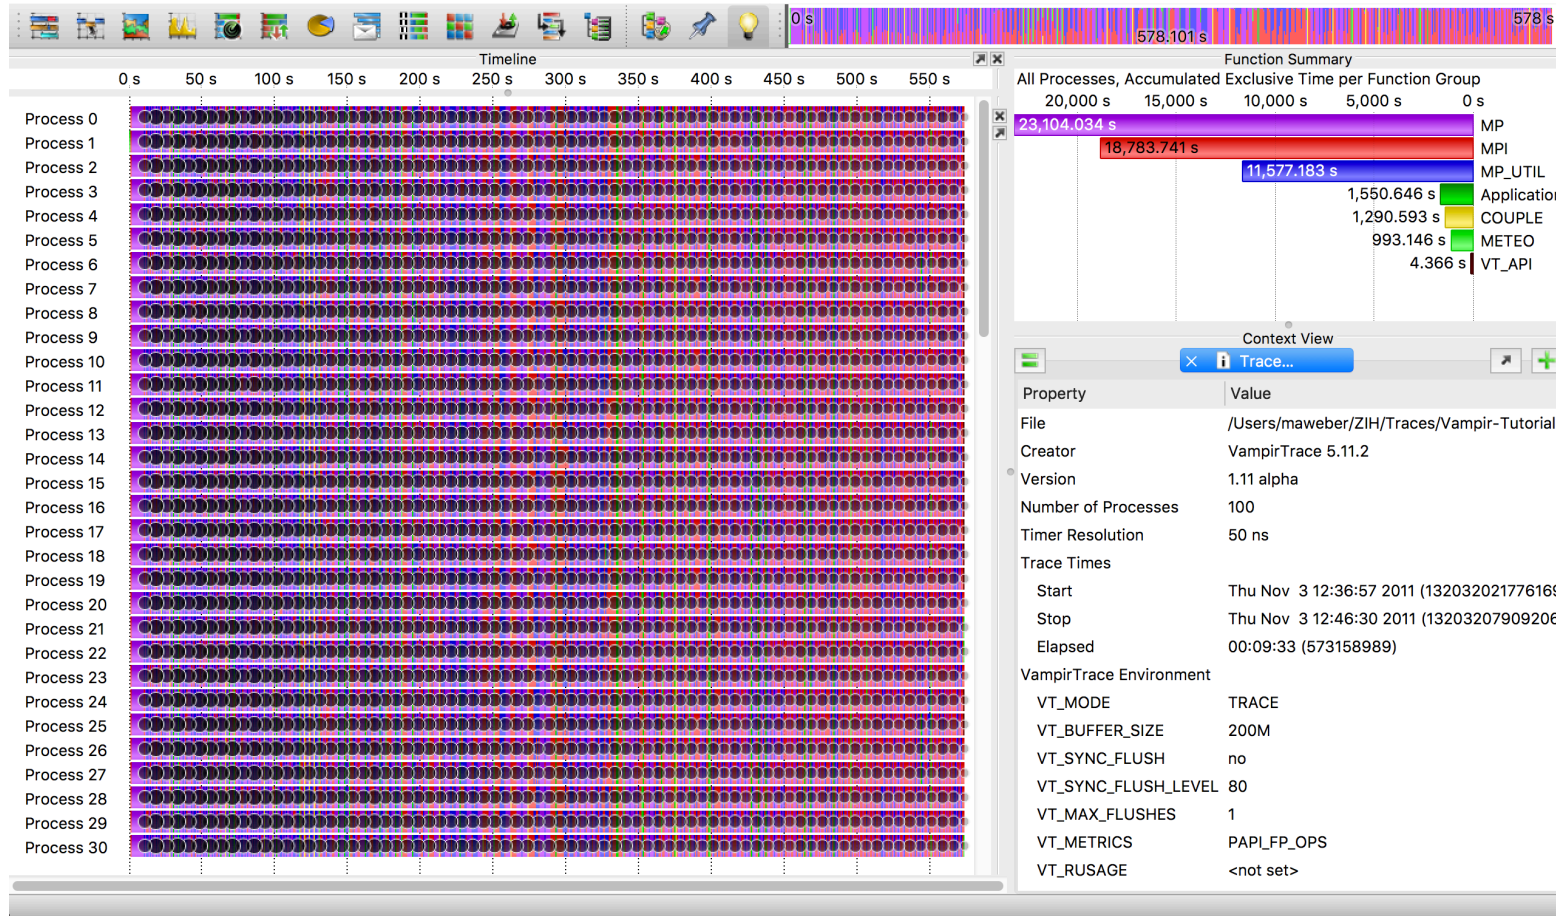 0 s 578 s
578.101 s
Timeline
0 s 50 s 100 s 150 s 200 s 250 s 300 s 350 s 400 s 450 s 500 s 550 s
Process 0
Process 1
Process 2
Process 3
Process 4
Process 5
Process 6
Process 7
Process 8
Process 9
Process 10
Process 11
Process 12
Process 13
Process 14
Process 15
Process 16
Process 17
Process 18
Process 19
Process 20
Process 21
Process 22
Process 23
Process 24
Process 25
Process 26
Process 27
Process 28
Process 29
Process 30
Function Summary
All Processes, Accumulated Exclusive Time per Function Group
20,000 s 15,000 s 10,000 s 5,000 s 0 s
23,104.034 s MP
18,783.741 s MPI
11,577.183 s MP_UTIL
1,550.646 s Application
1,290.593 s COUPLE
993.146 s METEO
4.366 s VT_API
Context View
Trace...
Property Value
File /Users/maweber/ZIH/Traces/Vampir-Tutorial
Creator VampirTrace 5.11.2
Version 1.11 alpha
Number of Processes 100
Timer Resolution 50 ns
Trace Times
Start Thu Nov 3 12:36:57 2011 (132032021776169
Stop Thu Nov 3 12:46:30 2011 (13203207909206
Elapsed 00:09:33 (573158989)
VampirTrace Environment
VT_MODE TRACE
VT_BUFFER_SIZE 200M
VT_SYNC_FLUSH no
VT_SYNC_FLUSH_LEVEL 80
VT_MAX_FLUSHES 1
VT_METRICS PAPI_FP_OPS
VT_RUSAGE <not set>